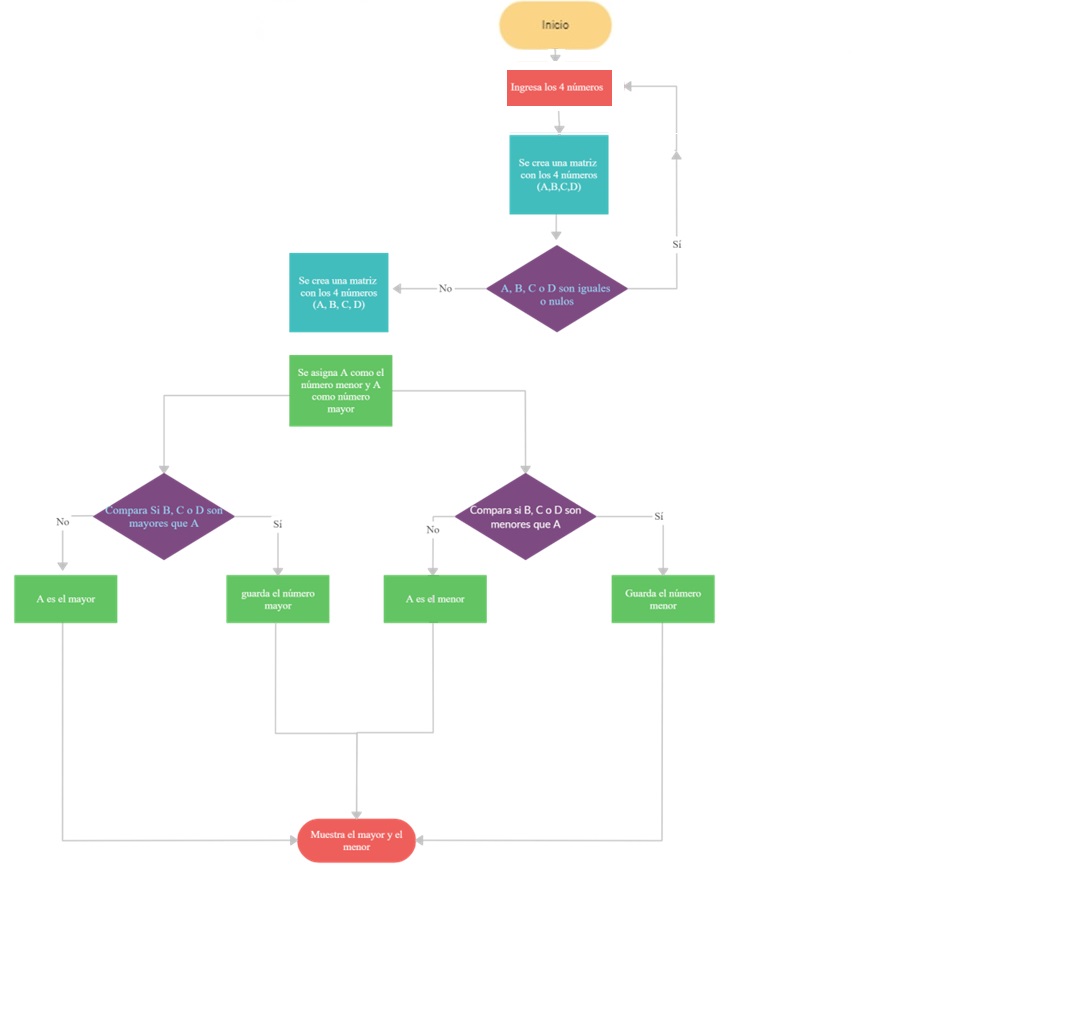 Inicio
Ingresa los 4 números
Se crea una matriz
con los 4 números
(A,B,C,D)
Sí
A, B, C o D son iguales
o nulos
No
Se crea una matriz
con los 4 números
(A, B, C, D)
Se asigna A como el
número menor y A
como número
mayor
Compara Si B, C o D son
mayores que A
No
Sí
Compara si B, C o D son
menores que A
No
Sí
A es el mayor
guarda el número
mayor
A es el menor
Guarda el número
menor
Muestra el mayor y el
menor